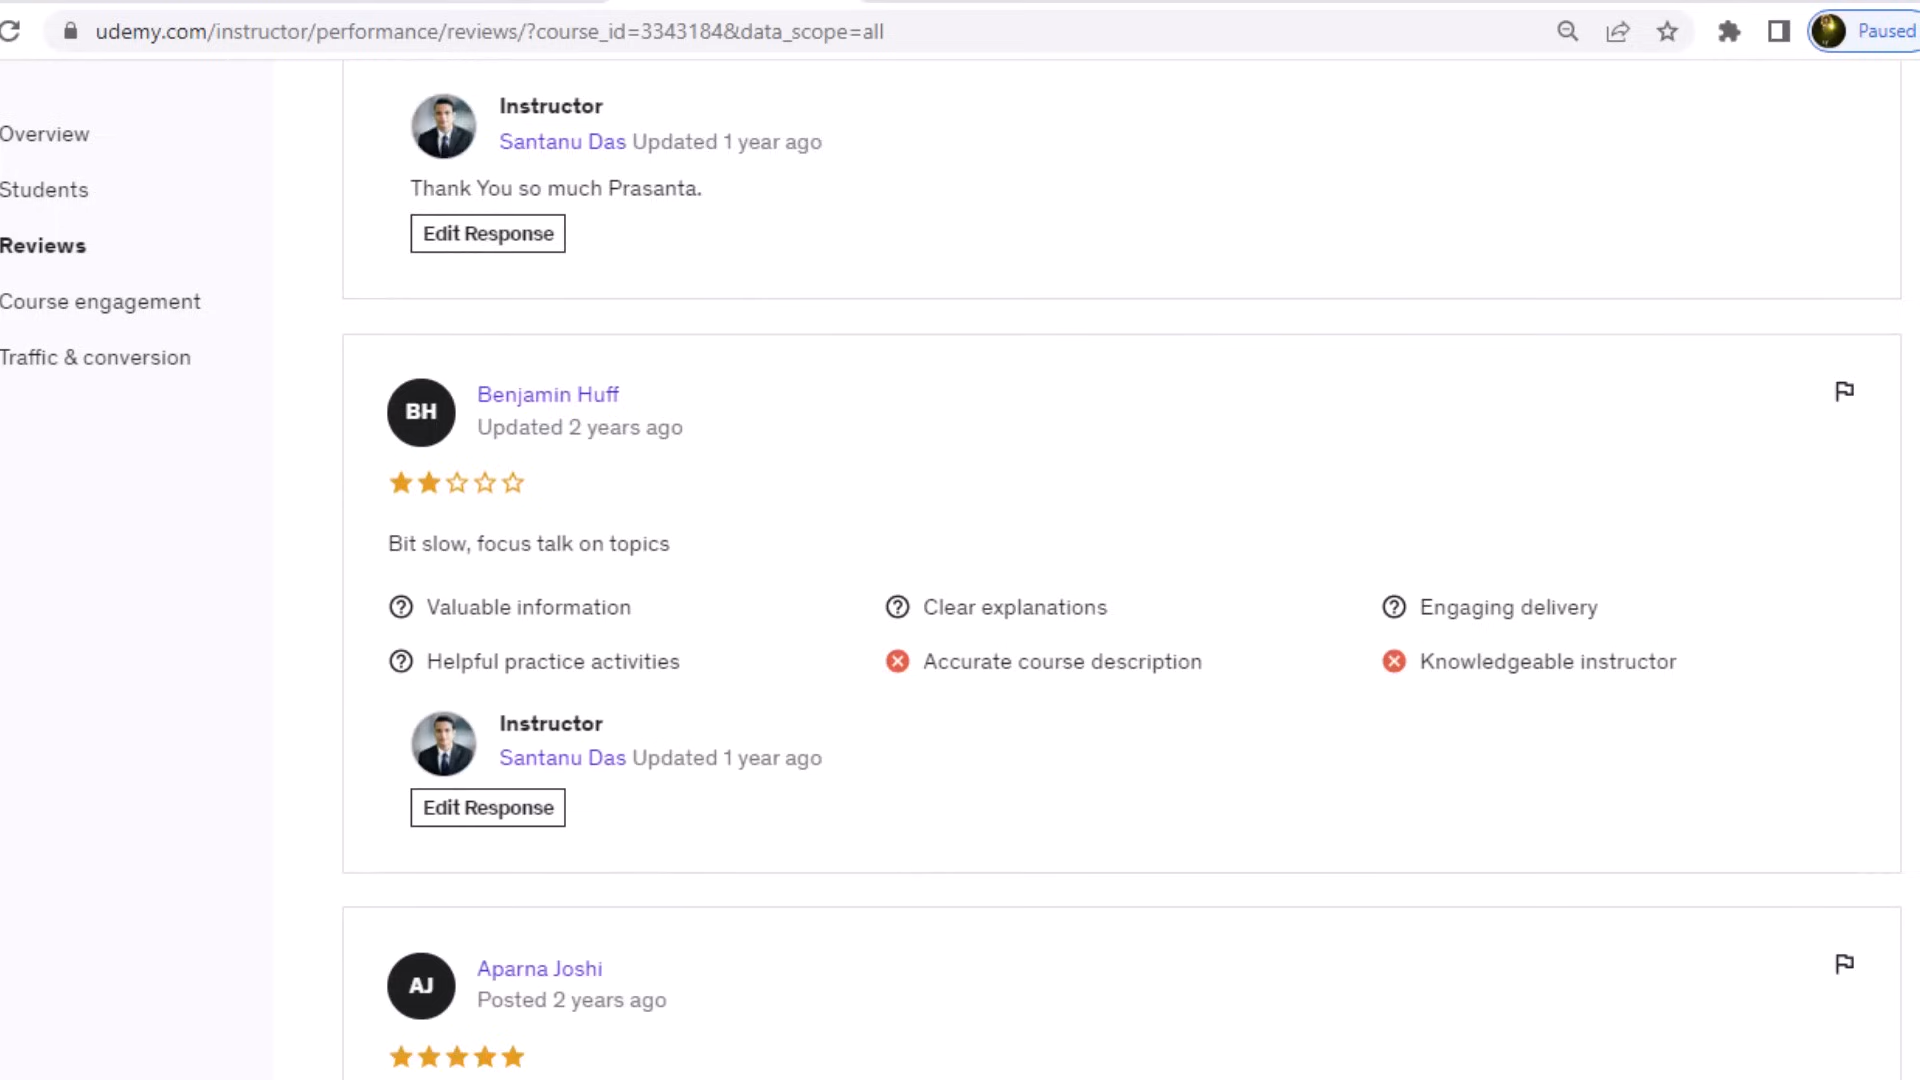 udemy.com/instructor/performance/reviews/?course_id=3343184&data_scope=all
Paused
Overview
Students
Reviews
Course engagement
Traffic & conversion
Instructor
Santanu Das Updated 1 year ago
Thank You so much Prasanta.
Edit Response
BH
Benjamin Huff
Updated 2 years ago
Bit slow, focus talk on topics
Valuable information
Clear explanations
Engaging delivery
Helpful practice activities
Accurate course description
Knowledgeable instructor
Instructor
Santanu Das Updated 1 year ago
Edit Response
AJ
Aparna Joshi
Posted 2 years ago